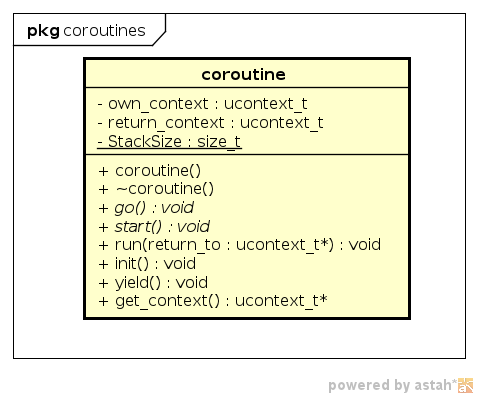 pkg coroutines
coroutine
- own_context : ucontext_t
- return_context : ucontext_t
- StackSize : size_t
+ coroutine()
+ ~coroutine()
+ go() : void
+ start() : void
+ run(return_to : ucontext_t*) : void
+ init() : void
+ yield() : void
+ get_context() : ucontext_t*
powered by astah*